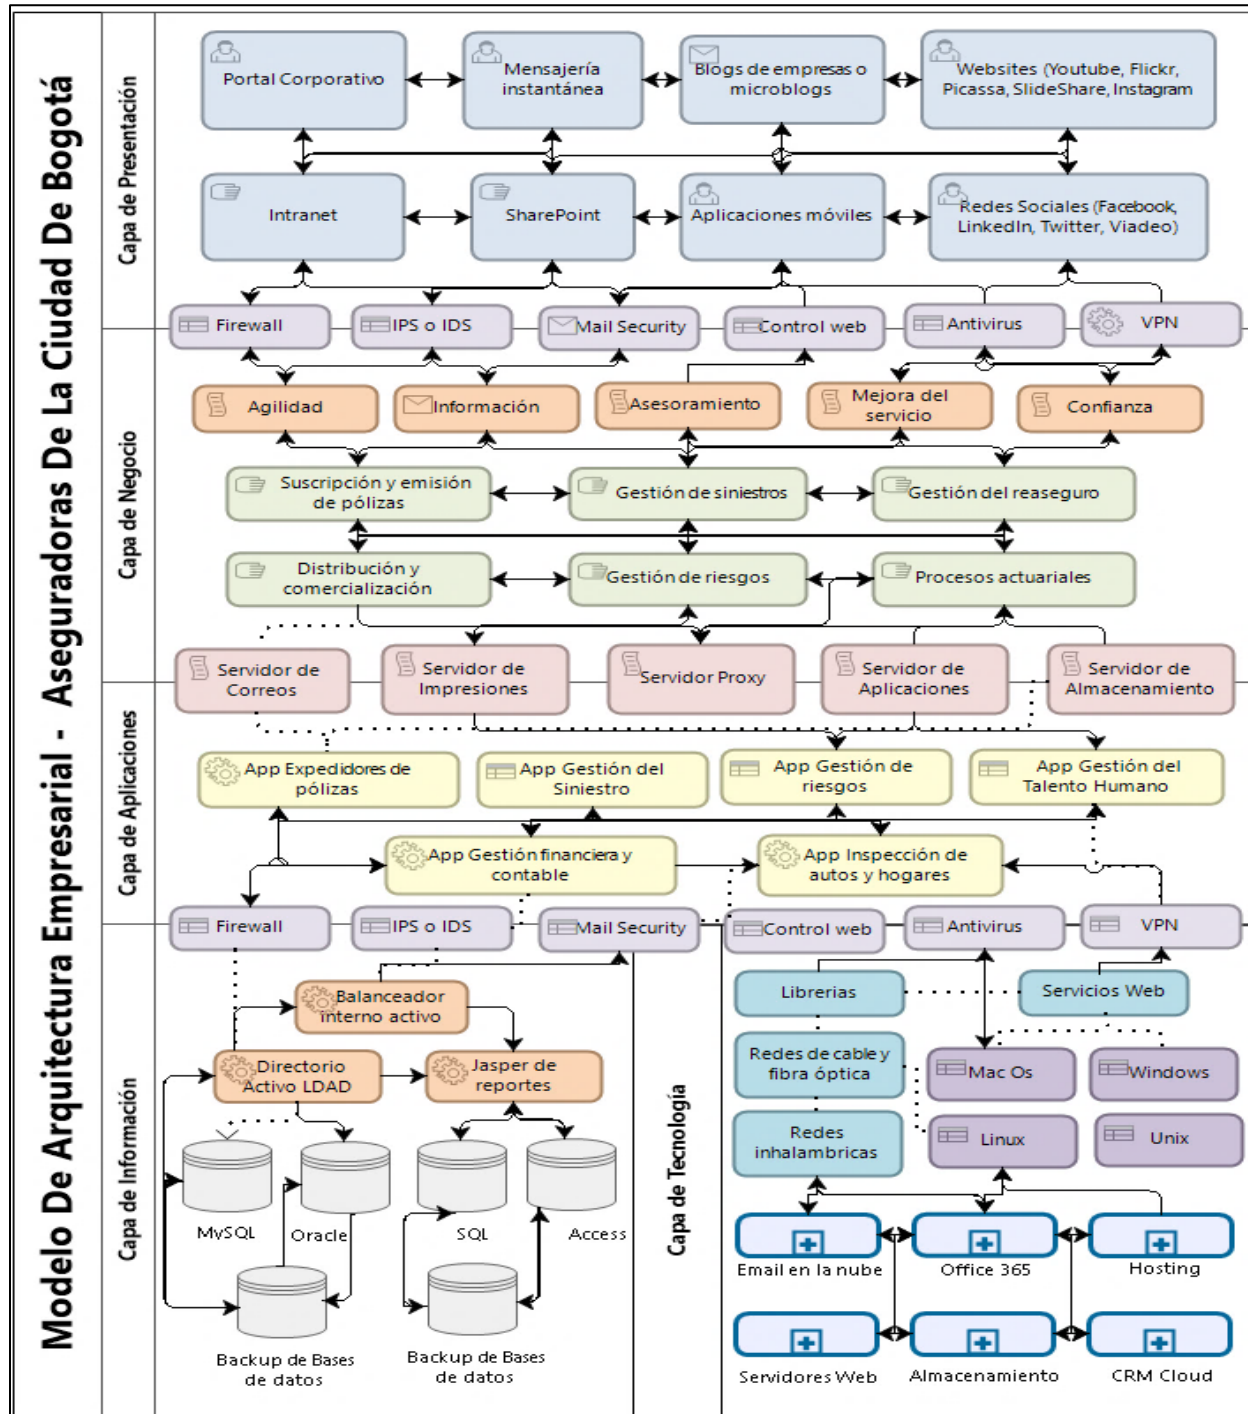 Modelo De Arquitectura Empresarial - Aseguradoras De La Ciudad De Bogotá
Capa de Presentación
Portal Corporativo
Mensajería
instantánea
Blogs de empresas o
microblogs
Websites (Youtube, Flickr,
Picassa, SlideShare, Instagram
Intranet
SharePoint
Aplicaciones móviles
Redes Sociales (Facebook,
LinkedIn, Twitter, Viadeo)
Firewall
IPS o IDS
Mail Security
Control web
Antivirus
VPN
Capa de Negocio
Agilidad
Información
Asesoramiento
Mejora del
servicio
Confianza
Suscripción y emisión
de pólizas
Gestión de siniestros
Gestión del reaseguro
Distribución y
comercialización
Gestión de riesgos
Procesos actuariales
Servidor de
Correos
Servidor de
Impresiones
Servidor Proxy
Servidor de
Aplicaciones
Servidor de
Almacenamiento
Capa de Aplicaciones
App Expedidores de
pólizas
App Gestión del
Siniestro
App Gestión de
riesgos
App Gestión del
Talento Humano
App Gestión financiera y
contable
App Inspección de
autos y hogares
Firewall
IPS o IDS
Mail Security
Control web
Antivirus
VPN
Capa de Información
Balanceador
interno activo
Directorio
Activo LDAD
Jasper de
reportes
MySQL
Oracle
SQL
Access
Backup de Bases
de datos
Backup de Bases
de datos
Capa de Tecnología
Librerias
Servicios Web
Redes de cable y
fibra óptica
Mac Os
Windows
Redes
inhalambricas
Linux
Unix
Email en la nube
Office 365
Hosting
Servidores Web
Almacenamiento
CRM Cloud